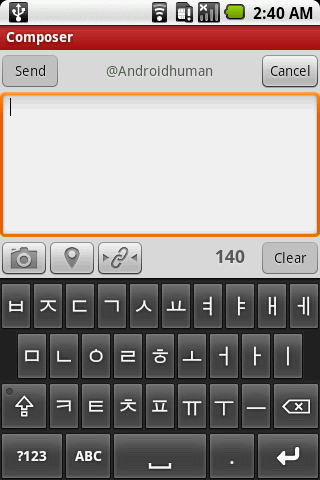 2:40 AM
Composer
Send @Androidhuman Cancel
140 Clear
ㅂ ㅈ ㄷ ㄱ ㅅ ㅛ ㅕ ㅑ ㅐ ㅔ
ㅁ ㄴ ㅇ ㄹ ㅎ ㅗ ㅓ ㅏ ㅣ
ㅋ ㅌ ㅊ ㅍ ㅠ ㅜ ㅡ
?123 ABC .